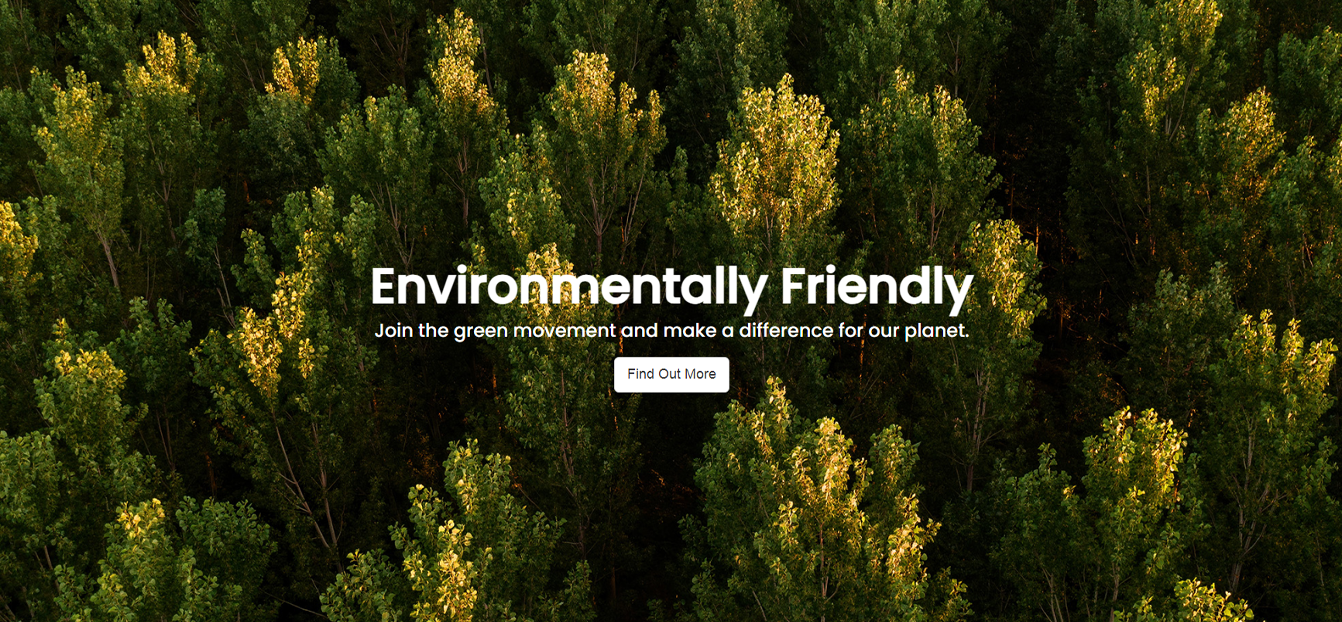 Environmentally Friendly
Join the green movement and make a difference for our planet.
Find Out More